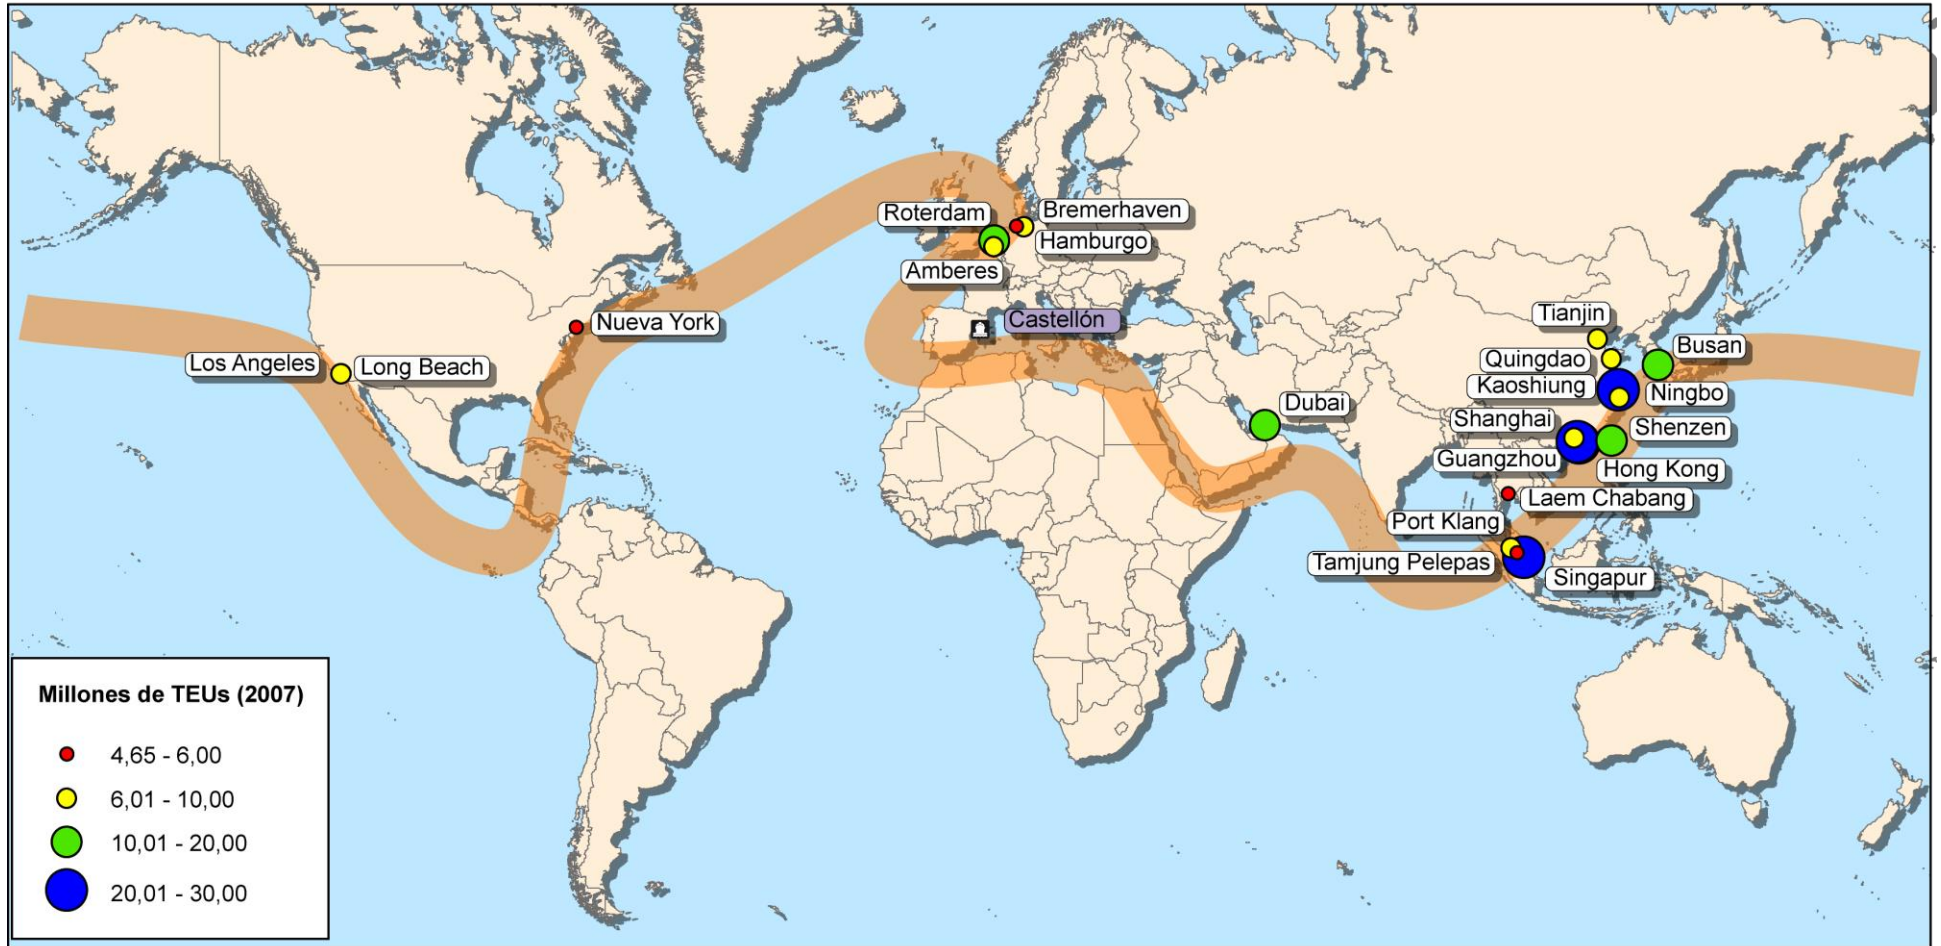 Roterdam
Bremerhaven
Hamburgo
Amberes
Castellón
Nueva York
Los Angeles
Long Beach
Tianjin
Busan
Quingdao
Kaoshiung
Ningbo
Dubai
Shanghai
Shenzen
Guangzhou
Hong Kong
Laem Chabang
Port Klang
Tamjung Pelepas
Singapur
Millones de TEUs (2007)
4,65 - 6,00
6,01 - 10,00
10,01 - 20,00
20,01 - 30,00